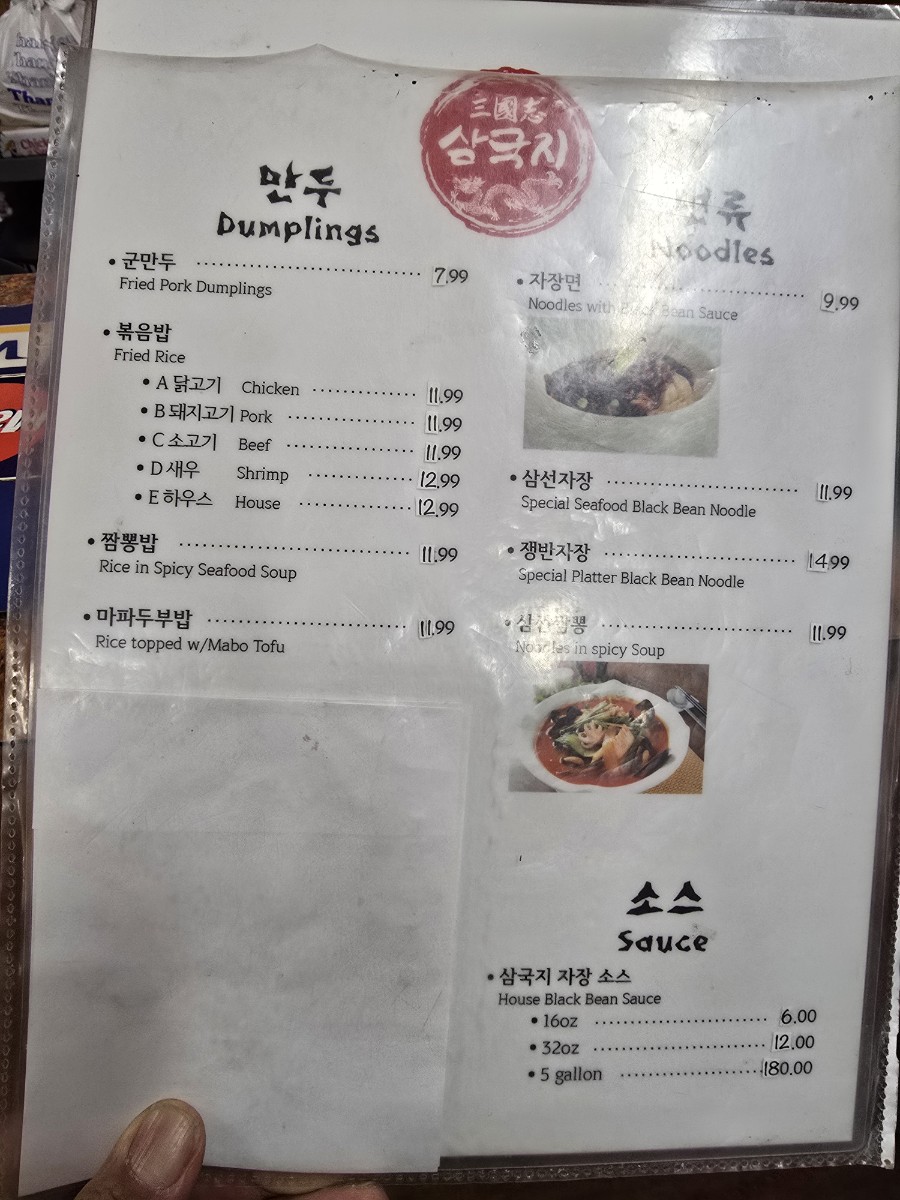 Than
三國志
삼국지
만두
Dumplings
• 군만두 ........................ 7.99
Fried Pork Dumplings
• 볶음밥
Fried Rice
• A 닭고기 Chicken ............ 11.99
• B 돼지고기 Pork ............ 11.99
• C 소고기 Beef ............ 11.99
• D 새우 Shrimp ............ 12.99
• E 하우스 House ............ 12.99
• 짬뽕밥 ........................ 11.99
Rice in Spicy Seafood Soup
• 마파두부밥 ........................ 11.99
Rice topped w/Mabo Tofu
류
Noodles
• 자장면 ........................ 9.99
Noodles with Black Bean Sauce
• 삼선자장 ........................ 11.99
Special Seafood Black Bean Noodle
• 쟁반자장 ........................ 14.99
Special Platter Black Bean Noodle
• 삼선짬뽕 ........................ 11.99
Noodles in spicy Soup
소스
Sauce
• 삼국지 자장 소스
House Black Bean Sauce
• 16oz ........................ 6.00
• 32oz ........................ 12.00
• 5 gallon ........................ 180.00